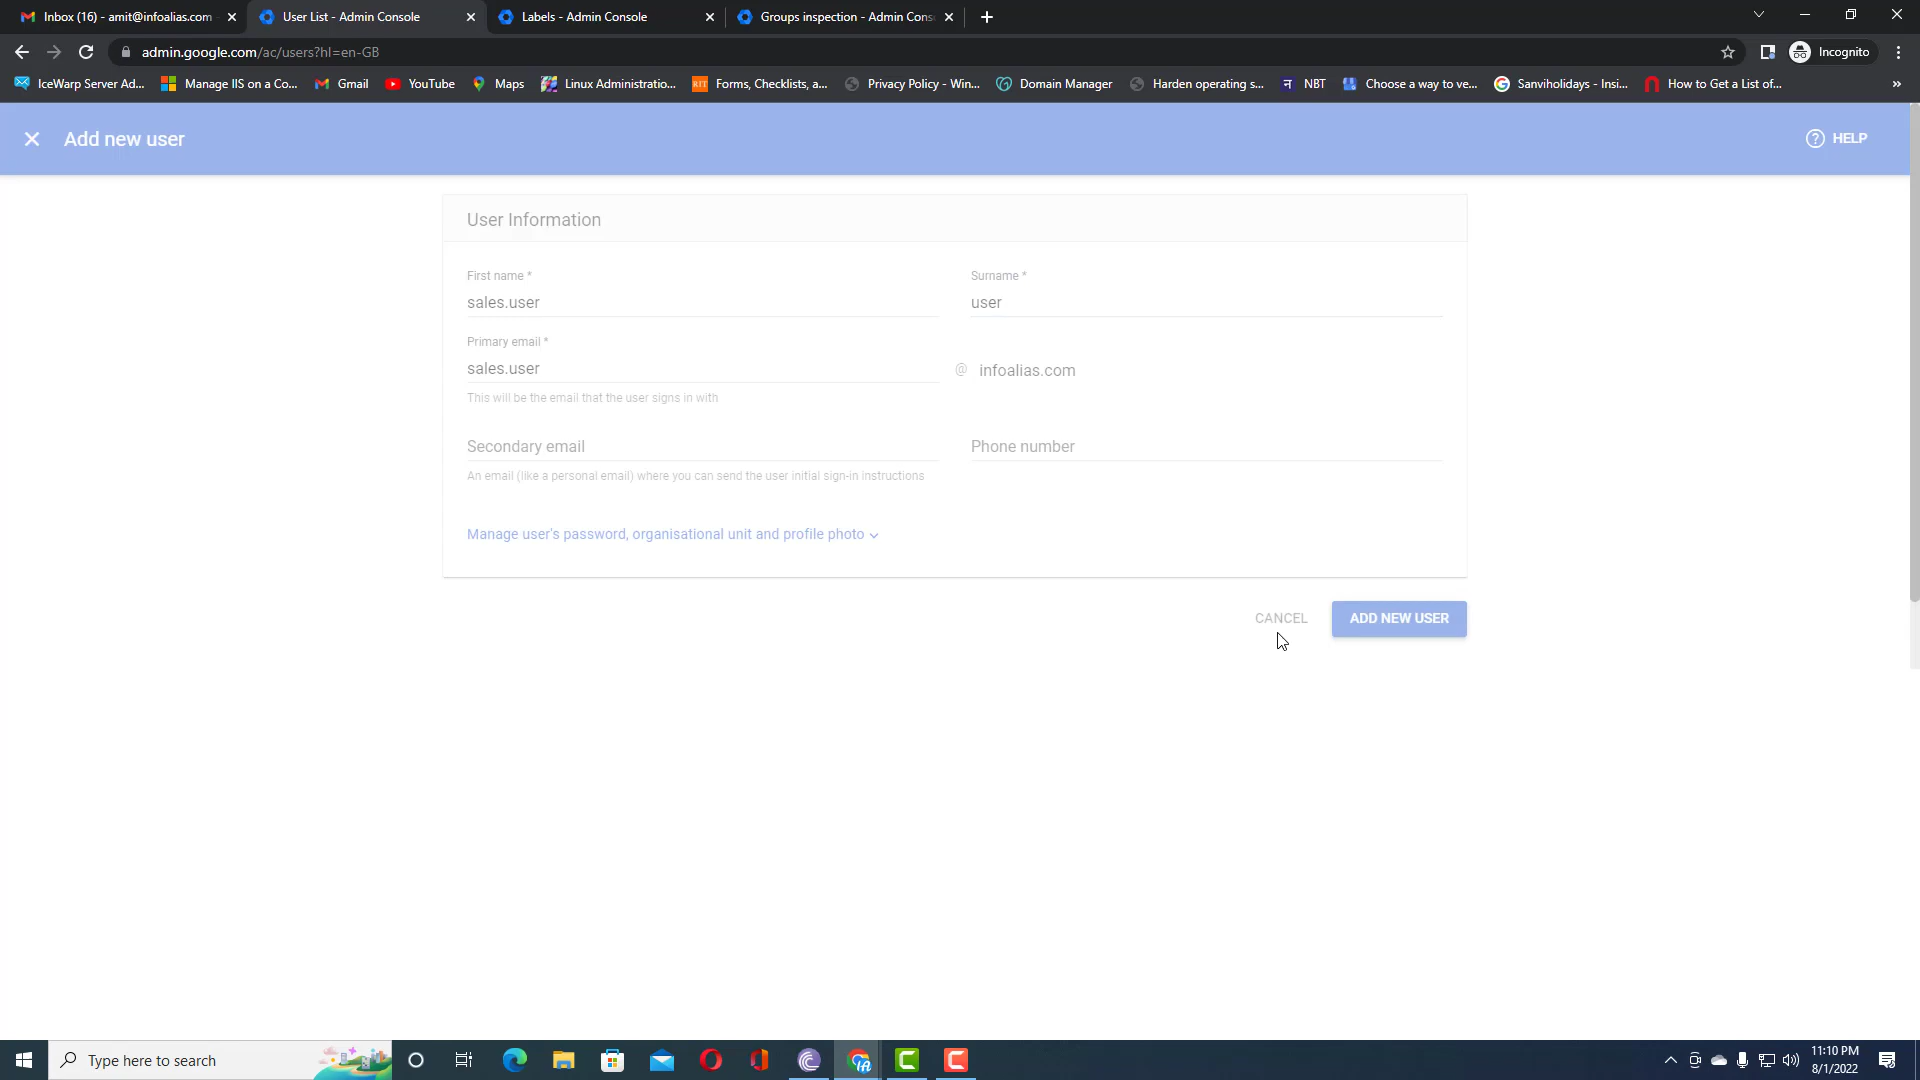 Inbox (16) - amit@infoalias.com
User List - Admin Console
Labels - Admin Console
Groups inspection - Admin Cons
admin.google.com/ac/users?hl=en-GB
Incognito
IceWarp Server Ad...
Manage IIS on a Co...
Gmail
YouTube
Maps
Linux Administratio...
RIT
Forms, Checklists, a...
Privacy Policy - Win...
Domain Manager
Harden operating s...
न
NBT
Choose a way to ve...
Sanviholidays - Insi...
How to Get a List of...
»
Add new user
HELP
User Information
First name *
Surname *
sales.user
user
Primary email *
sales.user
@ infoalias.com
This will be the email that the user signs in with
Secondary email
Phone number
An email (like a personal email) where you can send the user initial sign-in instructions
Manage user's password, organisational unit and profile photo
CANCEL
ADD NEW USER
Type here to search
11:10 PM
8/1/2022